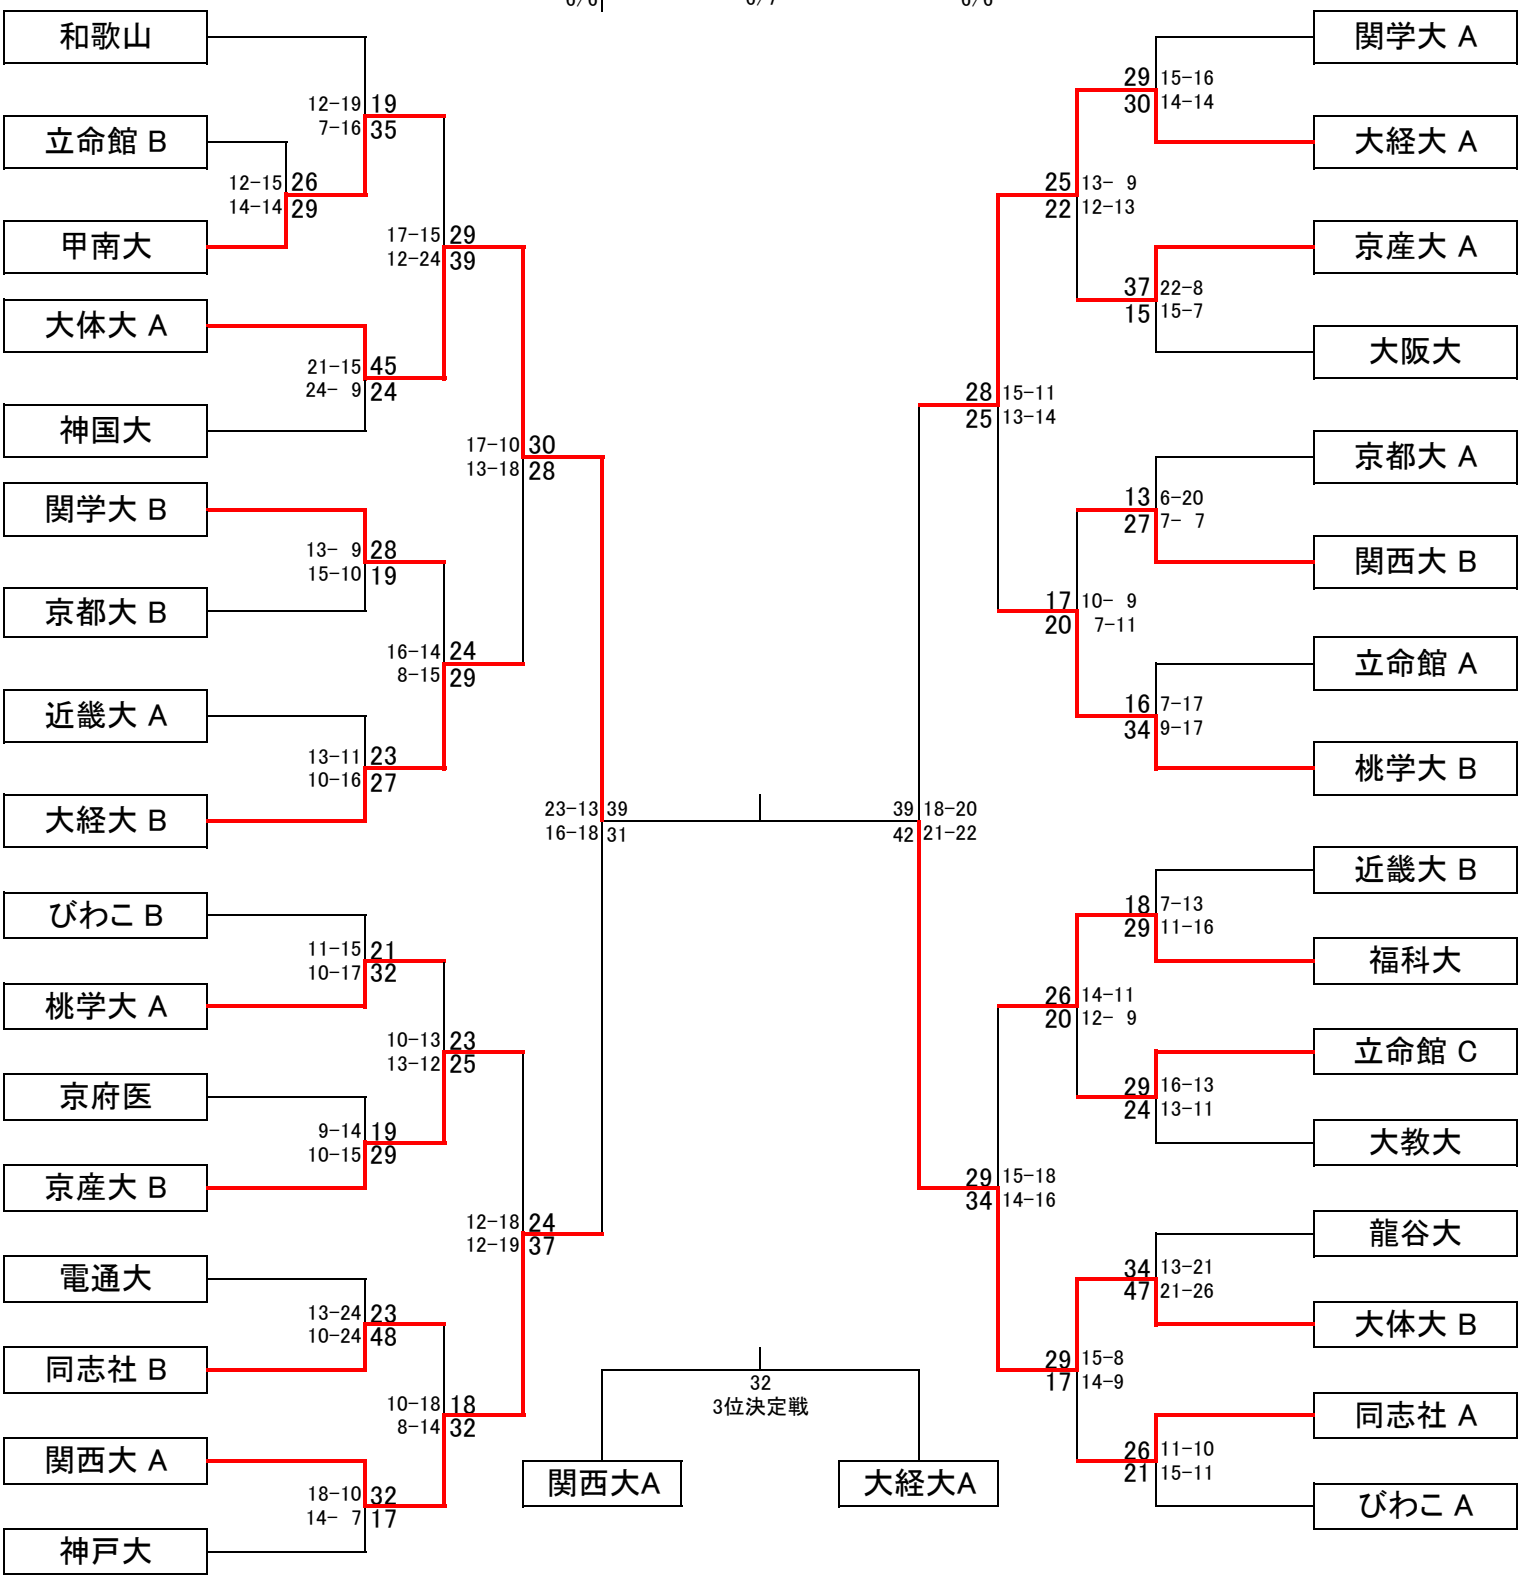 和歌山
12-19 19
7-16 35
立命館 B
12-15 26
14-14 29
甲南大
17-15 29
12-24 39
大体大 A
21-15 45
24- 9 24
神国大
17-10 30
13-18 28
関学大 B
13- 9 28
15-10 19
京都大 B
16-14 24
8-15 29
近畿大 A
13-11 23
10-16 27
大経大 B
23-13 39
16-18 31
びわこ B
11-15 21
10-17 32
桃学大 A
10-13 23
13-12 25
京府医
9-14 19
10-15 29
京産大 B
12-18 24
12-19 37
電通大
13-24 23
10-24 48
同志社 B
10-18 18
8-14 32
関西大 A
18-10 32
14- 7 17
神戸大
関学大 A
29 15-16
30 14-14
大経大 A
25 13- 9
22 12-13
京産大 A
37 22-8
15 15-7
大阪大
28 15-11
25 13-14
京都大 A
13 6-20
27 7- 7
関西大 B
17 10- 9
20 7-11
立命館 A
16 7-17
34 9-17
桃学大 B
39 18-20
42 21-22
近畿大 B
18 7-13
29 11-16
福科大
26 14-11
20 12- 9
立命館 C
29 16-13
24 13-11
大教大
29 15-18
34 14-16
龍谷大
34 13-21
47 21-26
大体大 B
29 15-8
17 14-9
同志社 A
26 11-10
21 15-11
びわこ A
32
3位決定戦
関西大A
大経大A